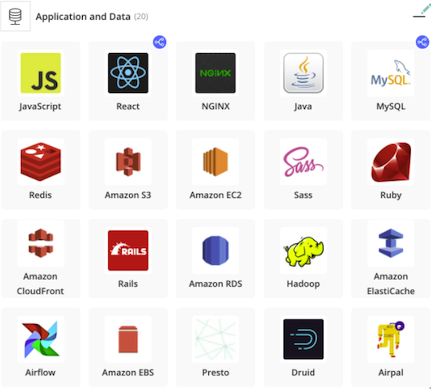 Application and Data (20)
JS
NGINX
Java
MySQL
JavaScript
React
NGINX
Java
MySQL
Sass
Redis
Amazon S3
Amazon EC2
Sass
Ruby
RAILS
Amazon CloudFront
Rails
Amazon RDS
Hadoop
Amazon ElastiCache
Airflow
Amazon EBS
Presto
Druid
Airpal